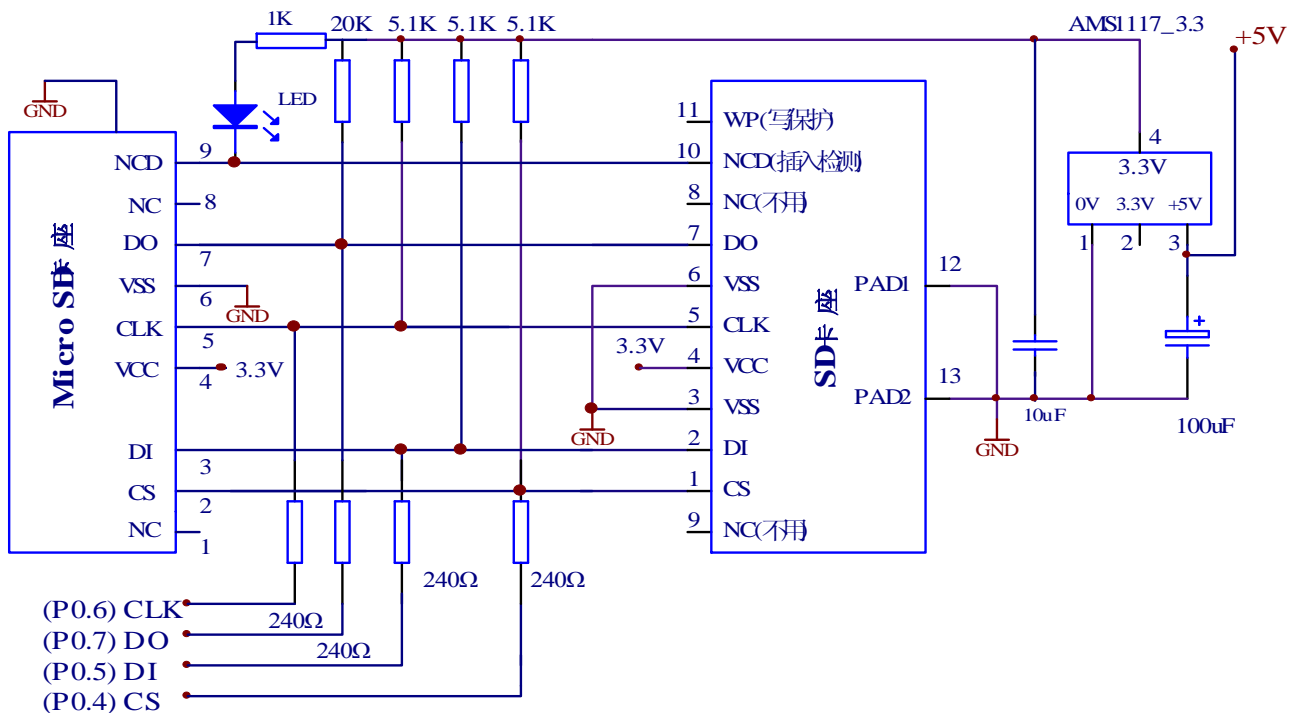 1K
20K
5.1K
5.1K
5.1K
AMS1117_3.3
+5V
GND
LED
Micro SD卡座
NCD
9
NC
8
DO
7
VSS
6
GND
CLK
5
VCC
4
3.3V
DI
3
CS
2
NC
1
SD卡座
11
WP(写保护)
10
NCD(插入检测)
8
NC(不用)
7
DO
6
VSS
5
CLK
3.3V
4
VCC
3
VSS
GND
2
DI
1
CS
9
NC(不用)
PAD1
12
PAD2
13
GND
4
3.3V
0V
3.3V
+5V
1
2
3
10uF
+
100uF
240Ω
240Ω
240Ω
240Ω
(P0.6) CLK
(P0.7) DO
(P0.5) DI
(P0.4) CS